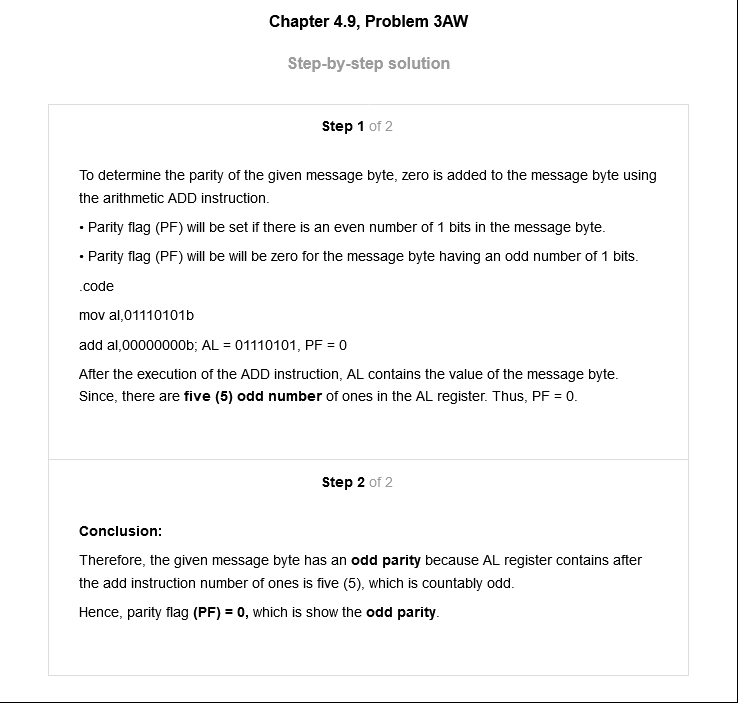 Chapter 4.9, Problem 3AW
Step-by-step solution
Step 1 of 2
To determine the parity of the given message byte, zero is added to the message byte using
the arithmetic ADD instruction.
• Parity flag (PF) will be set if there is an even number of 1 bits in the message byte.
• Parity flag (PF) will be will be zero for the message byte having an odd number of 1 bits.
.code
mov al,01110101b
add al,00000000b; AL = 01110101, PF = 0
After the execution of the ADD instruction, AL contains the value of the message byte.
Since, there are five (5) odd number of ones in the AL register. Thus, PF = 0.
Step 2 of 2
Conclusion:
Therefore, the given message byte has an odd parity because AL register contains after
the add instruction number of ones is five (5), which is countably odd.
Hence, parity flag (PF) = 0, which is show the odd parity.